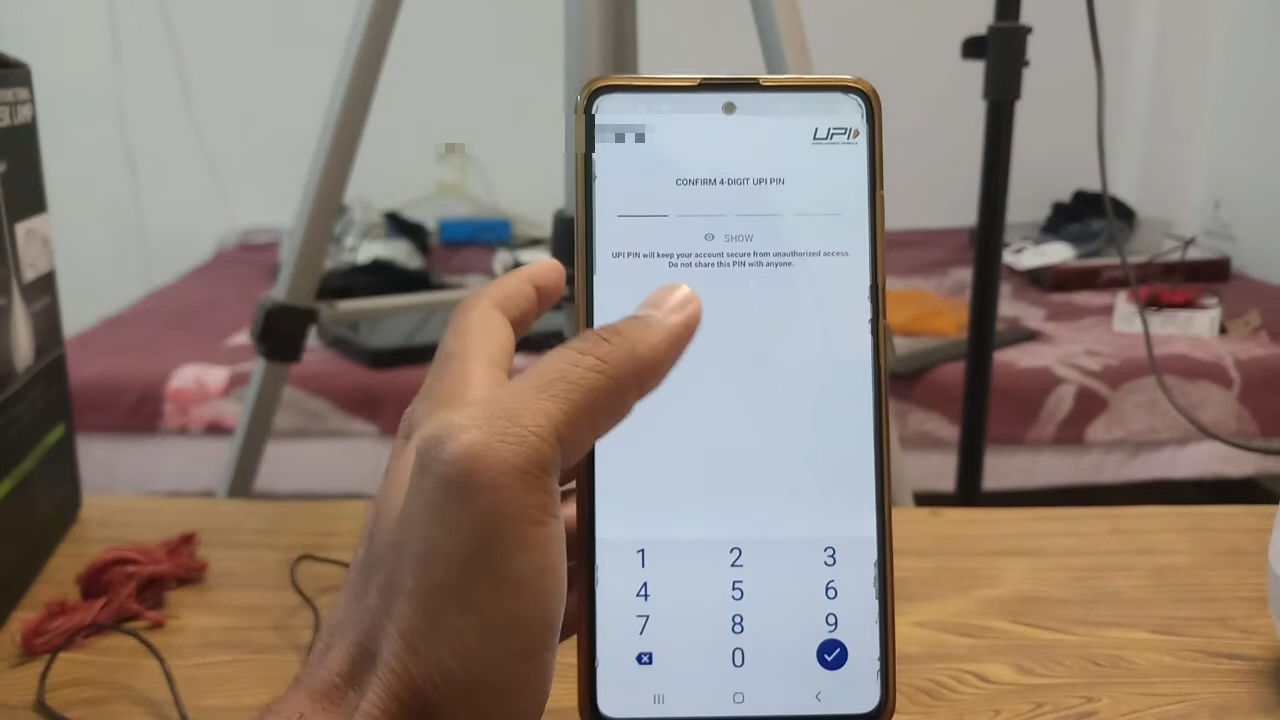 UPI
CONFIRM 4-DIGIT UPI PIN
SHOW
UPI PIN will keep your account secure from unauthorized access.
Do not share this PIN with anyone.
1 2 3
4 5 6
7 8 9
0